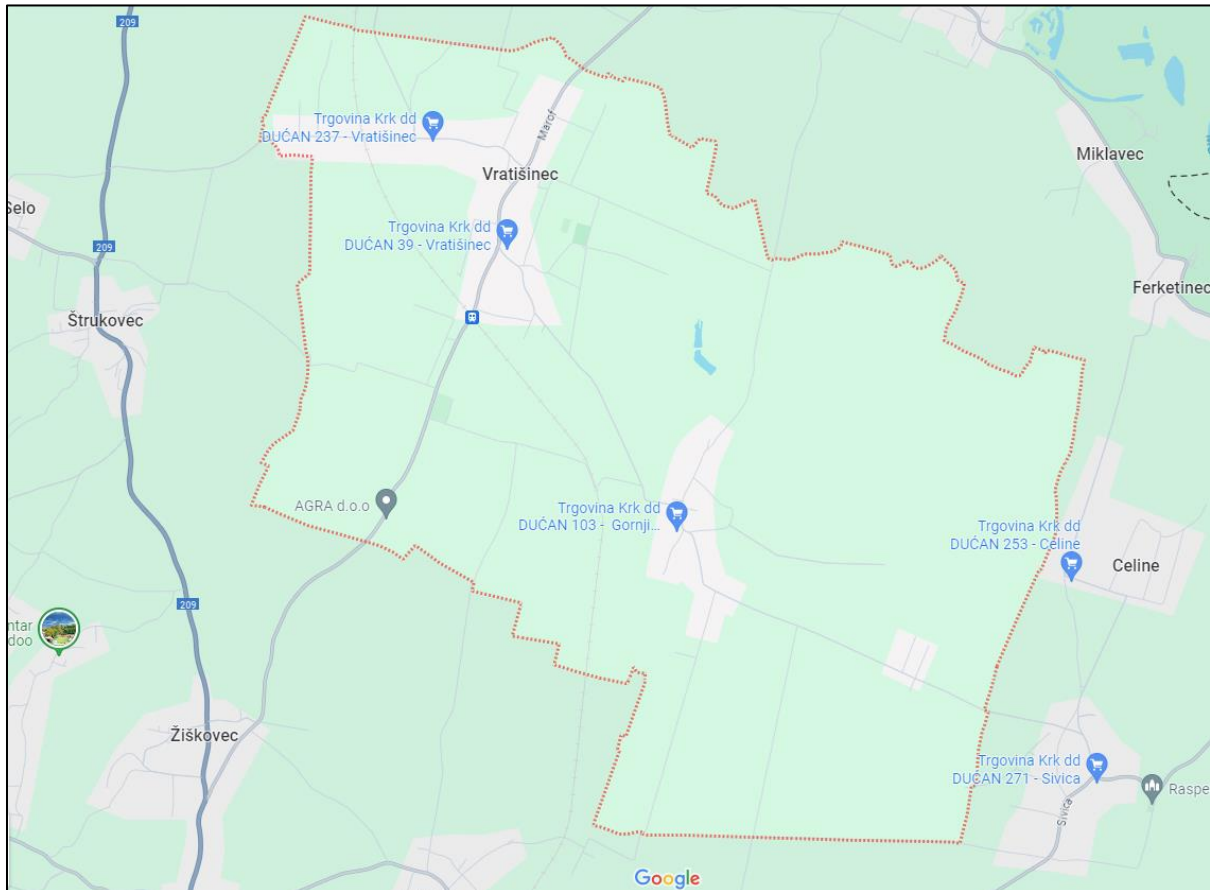 209
Trgovina Krk dd
DUĆAN 237 - Vratišinec
Marof
Vratišinec
Miklavec
Selo
Trgovina Krk dd
DUĆAN 39 - Vratišinec
209
Ferketinec
Štrukovec
AGRA d.o.o
Trgovina Krk dd
DUĆAN 103 - Gornji...
Trgovina Krk dd
DUĆAN 253 - Celine
Celine
209
ntar
doo
Žiškovec
Trgovina Krk dd
DUĆAN 271 - Sivica
Raspe
Sivica
Google